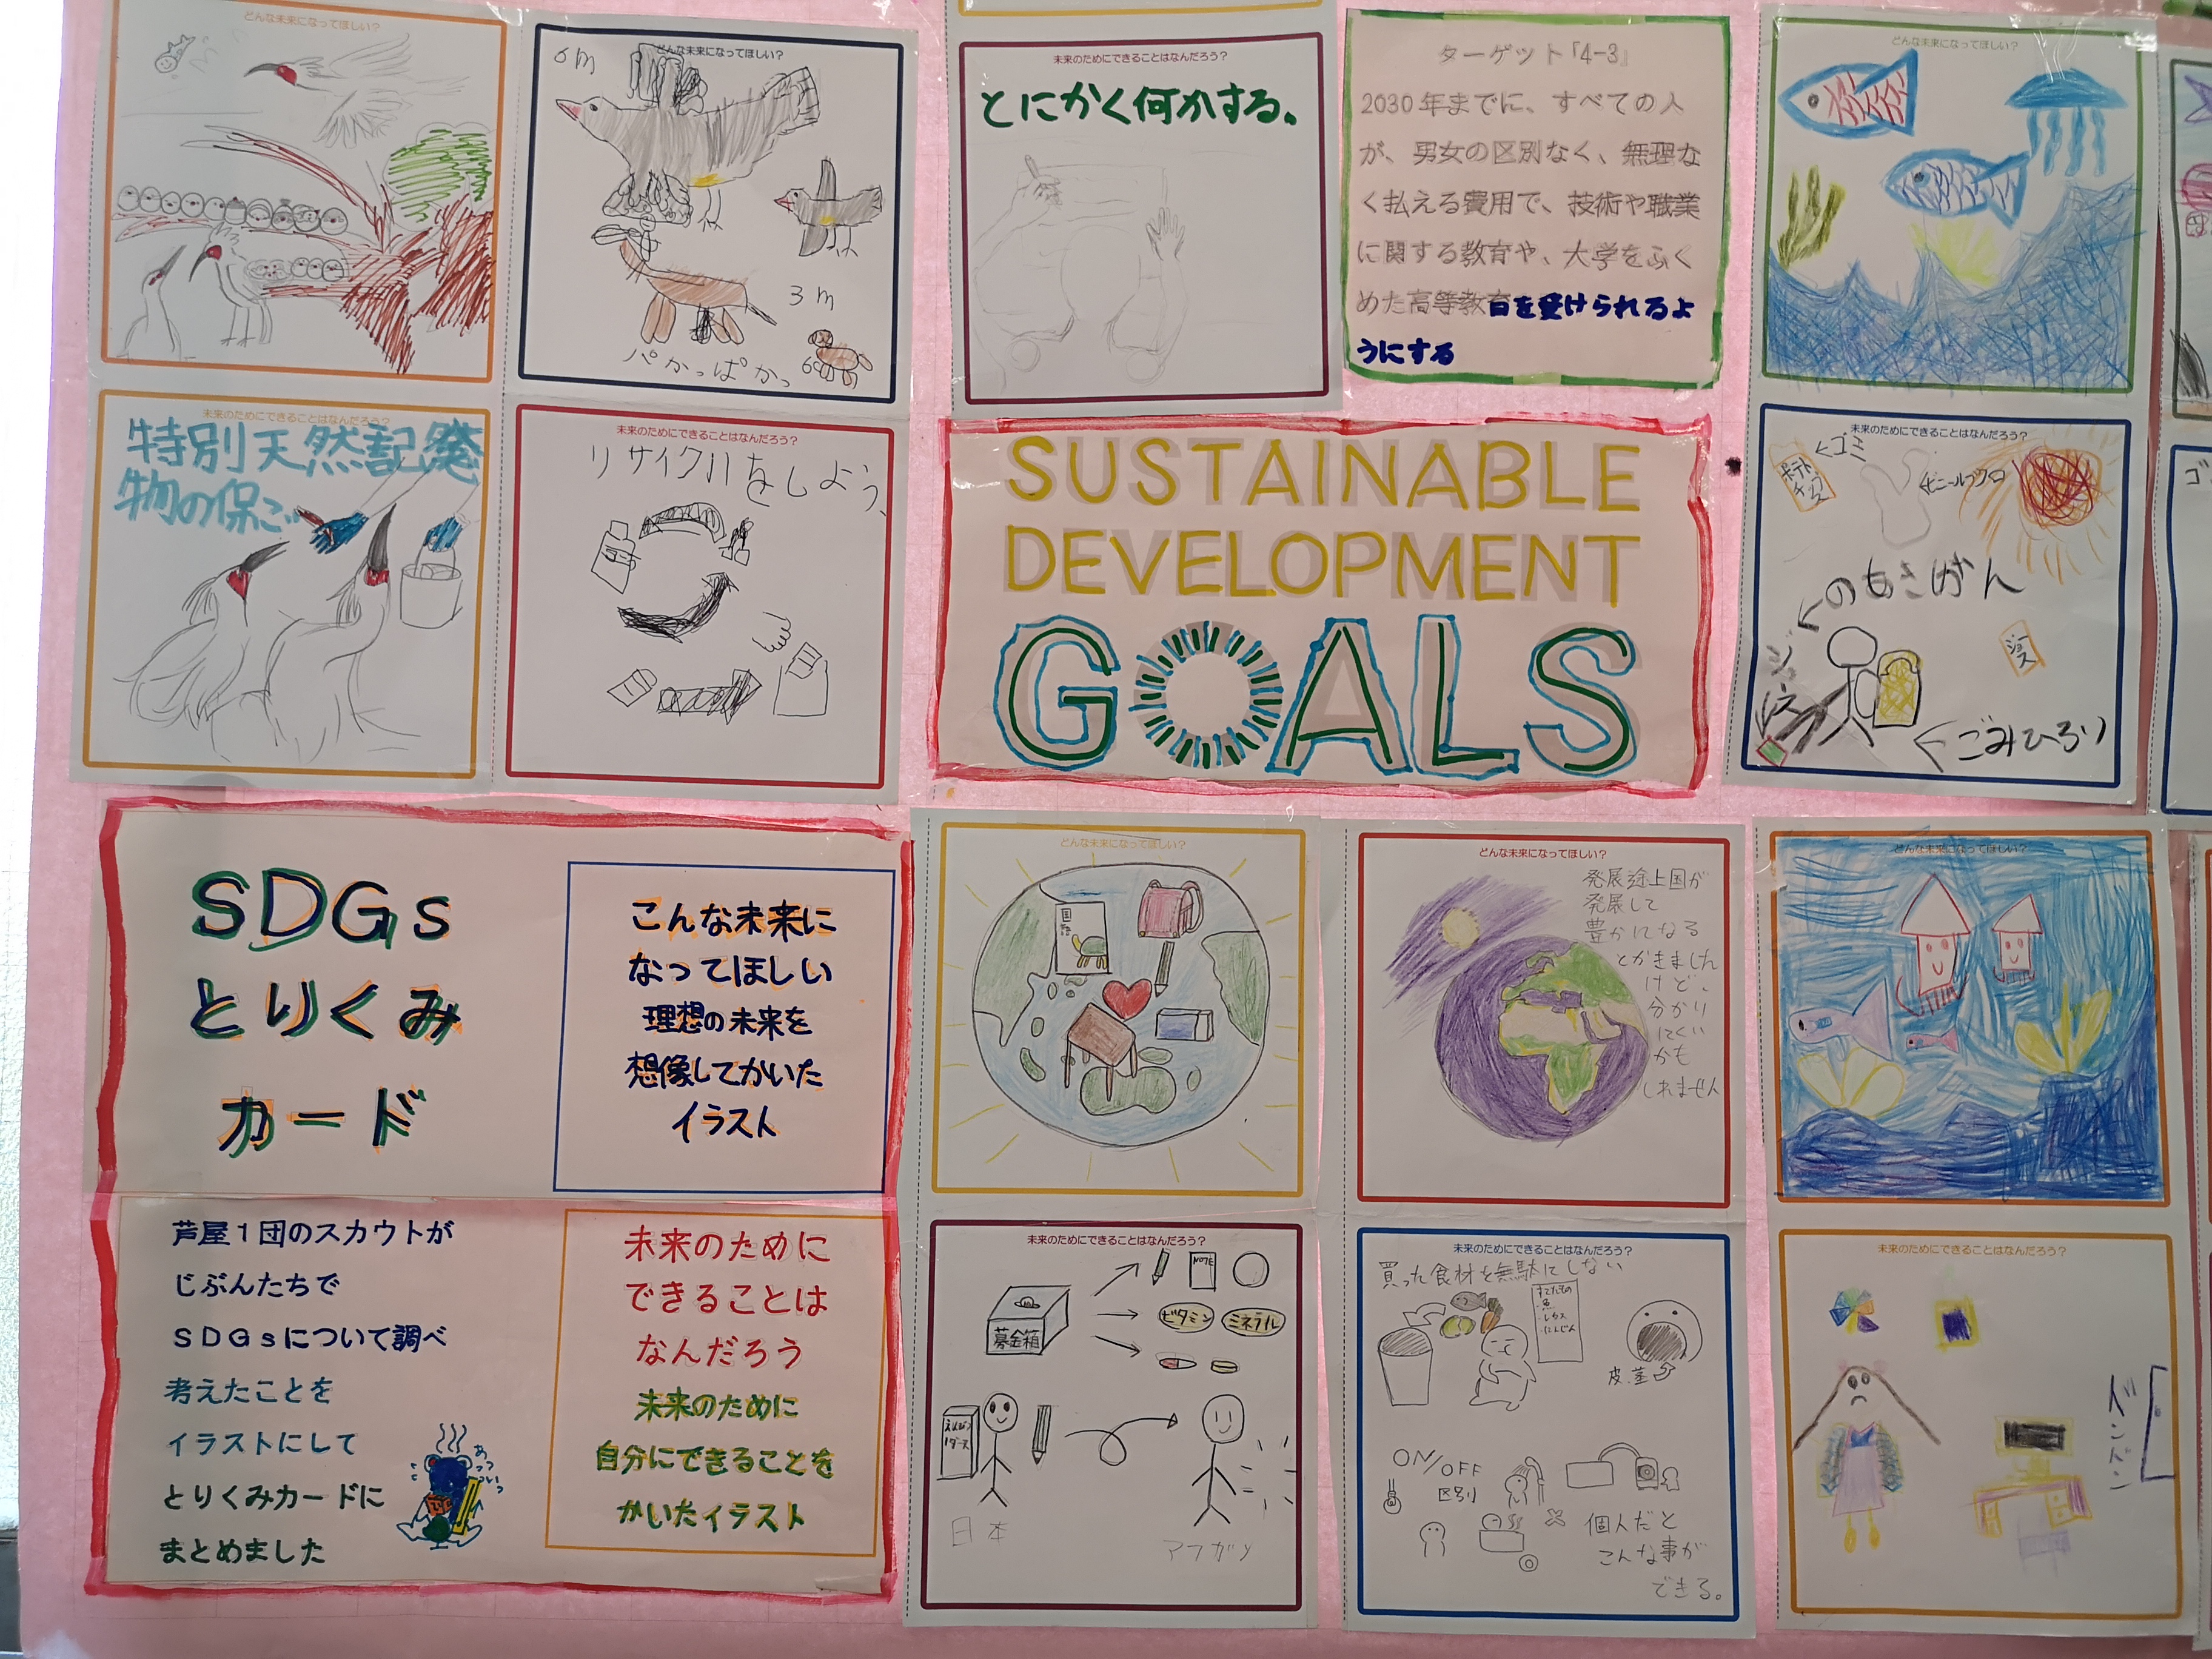 どんな未来になってほしい？
どんな未来になってほしい？
6m
3m
パかっぱかっ
未来のためにできることはなんだろう？
とにかく何かする。
ターゲット「4-3」
2030年までに、すべての人
が、男女の区別なく、無理な
く払える費用で、技術や職業
に関する教育や、大学をふく
めた高等教育を受けられるよ
うにする
どんな未来になってほしい？
未来のためにできることはなんだろう？
特別天然記念
物の保ご
未来のためにできることはなんだろう？
リサイクルをしよう、
SUSTAINABLE
DEVELOPMENT
GOALS
未来のためにできることはなんだろう？
ポテト
チップス
←ゴミ
←ビニールブクロ
ごみひろい
SDGs
とりくみ
カード
こんな未来に
なってほしい
理想の未来を
想像してかいた
イラスト
芦屋1団のスカウトが
じぶんたちで
SDGsについて調べ
考えたことを
イラストにして
とりくみカードに
まとめました
未来のために
できることは
なんだろう
未来のために
自分にできることを
かいたイラスト
どんな未来になってほしい？
どんな未来になってほしい？
発展途上国が
発展して
豊かになる
とかきました
けど、
分かり
にくい
かも
しれません
どんな未来になってほしい？
未来のためにできることはなんだろう？
NOTE
募金箱
ビタミン
ミネラル
えんぴつ
1ダース
日本
アフガン
未来のためにできることはなんだろう？
買った食材を無駄にしない
すてたもの
・魚
・レタス
・にんじん
皮、茎
ON/OFF
区別
個人だと
こんな事が
できる。
未来のためにできることはなんだろう？
ドンドン